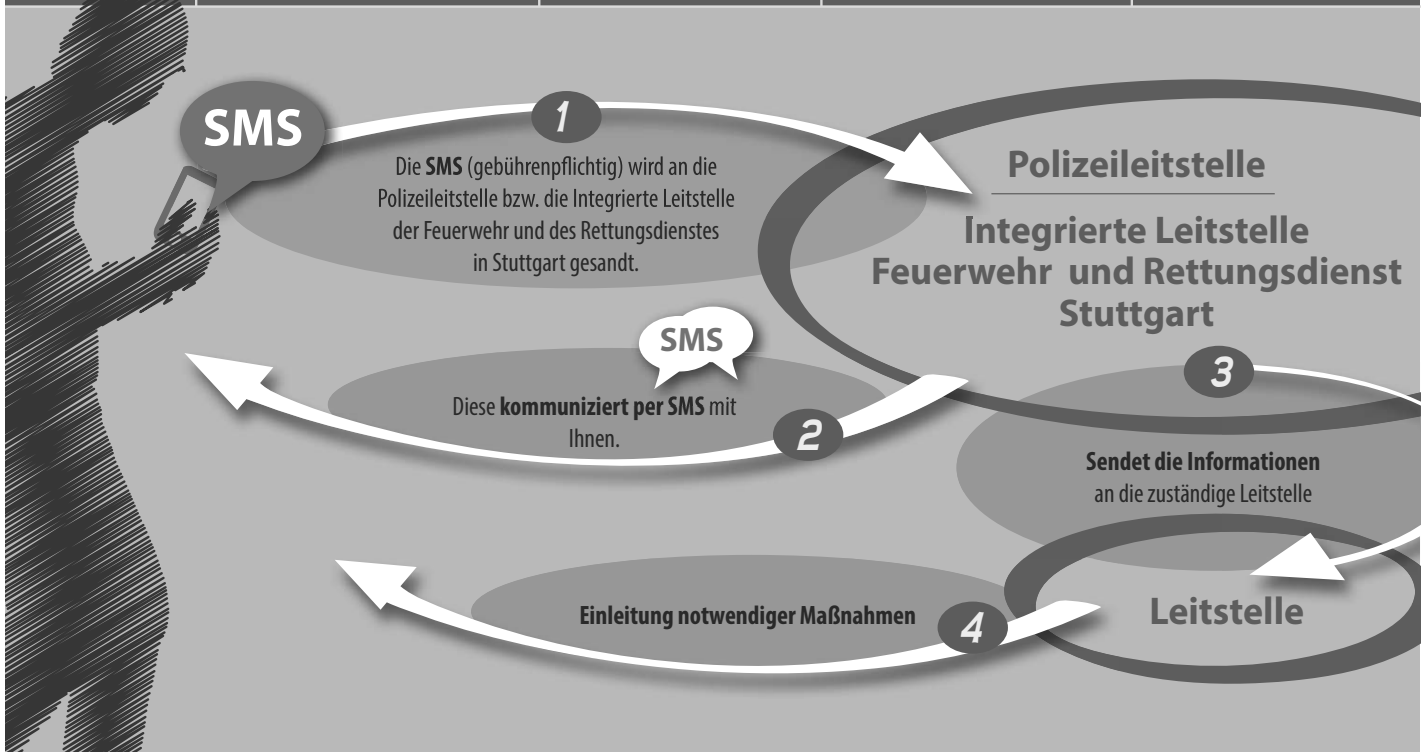 SMS
1
Die SMS (gebührenpflichtig) wird an die
Polizeileitstelle bzw. die Integrierte Leitstelle
der Feuerwehr und des Rettungsdienstes
in Stuttgart gesandt.
Polizeileitstelle
Integrierte Leitstelle
Feuerwehr und Rettungsdienst
Stuttgart
SMS
Diese kommuniziert per SMS mit
Ihnen.
2
3
Sendet die Informationen
an die zuständige Leitstelle
Einleitung notwendiger Maßnahmen
4
Leitstelle